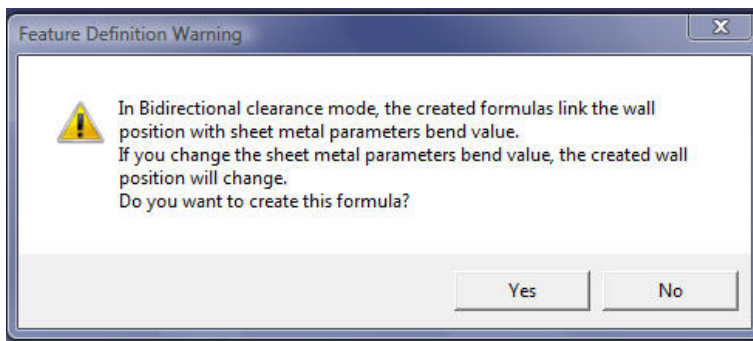 Feature Definition Warning
In Bidirectional clearance mode, the created formulas link the wall
position with sheet metal parameters bend value.
If you change the sheet metal parameters bend value, the created wall
position will change.
Do you want to create this formula?
Yes No